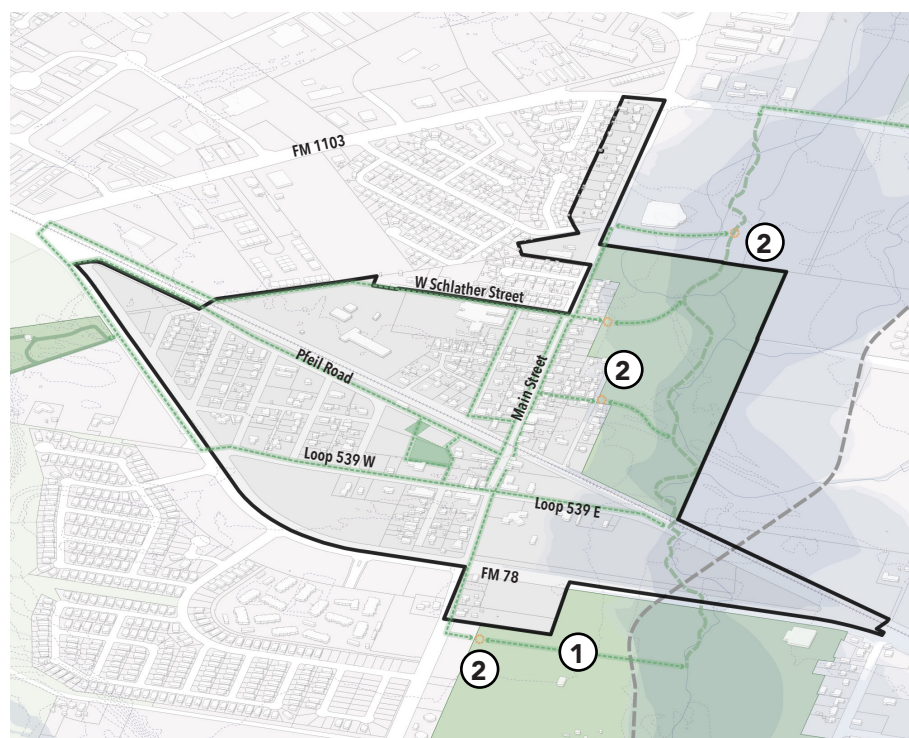 FM 1103
2
W Schlather Street
Pfeil Road
Main Street
2
Loop 539 W
Loop 539 E
FM 78
1
2